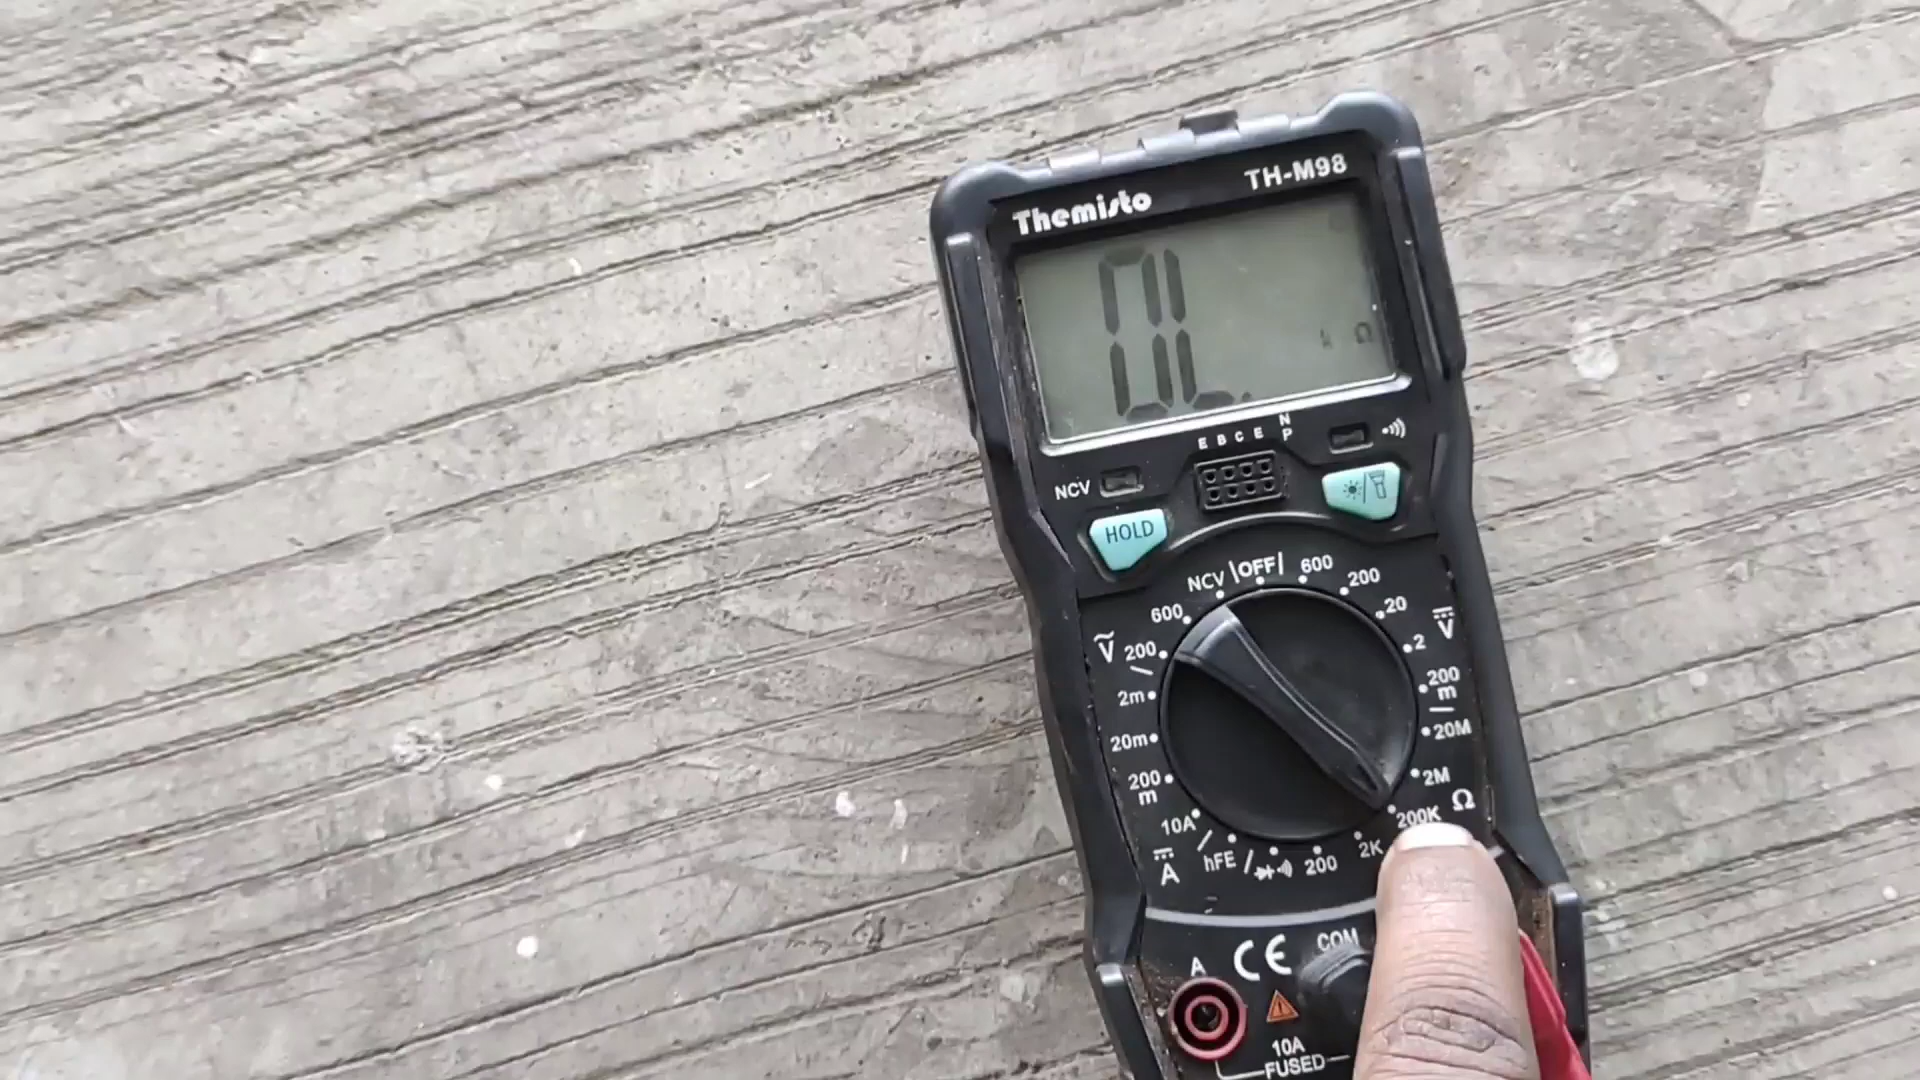 Themisto
TH-M98
OL.
k Ω
E B C E
N
P
NCV
HOLD
NCV \OFF/ 600
200
20
V
2
200
m
20M
2M
Ω
200K
2K
200
hFE
10A
A
200
m
20m
2m
200
V
600
COM
CE
A
10A
FUSED